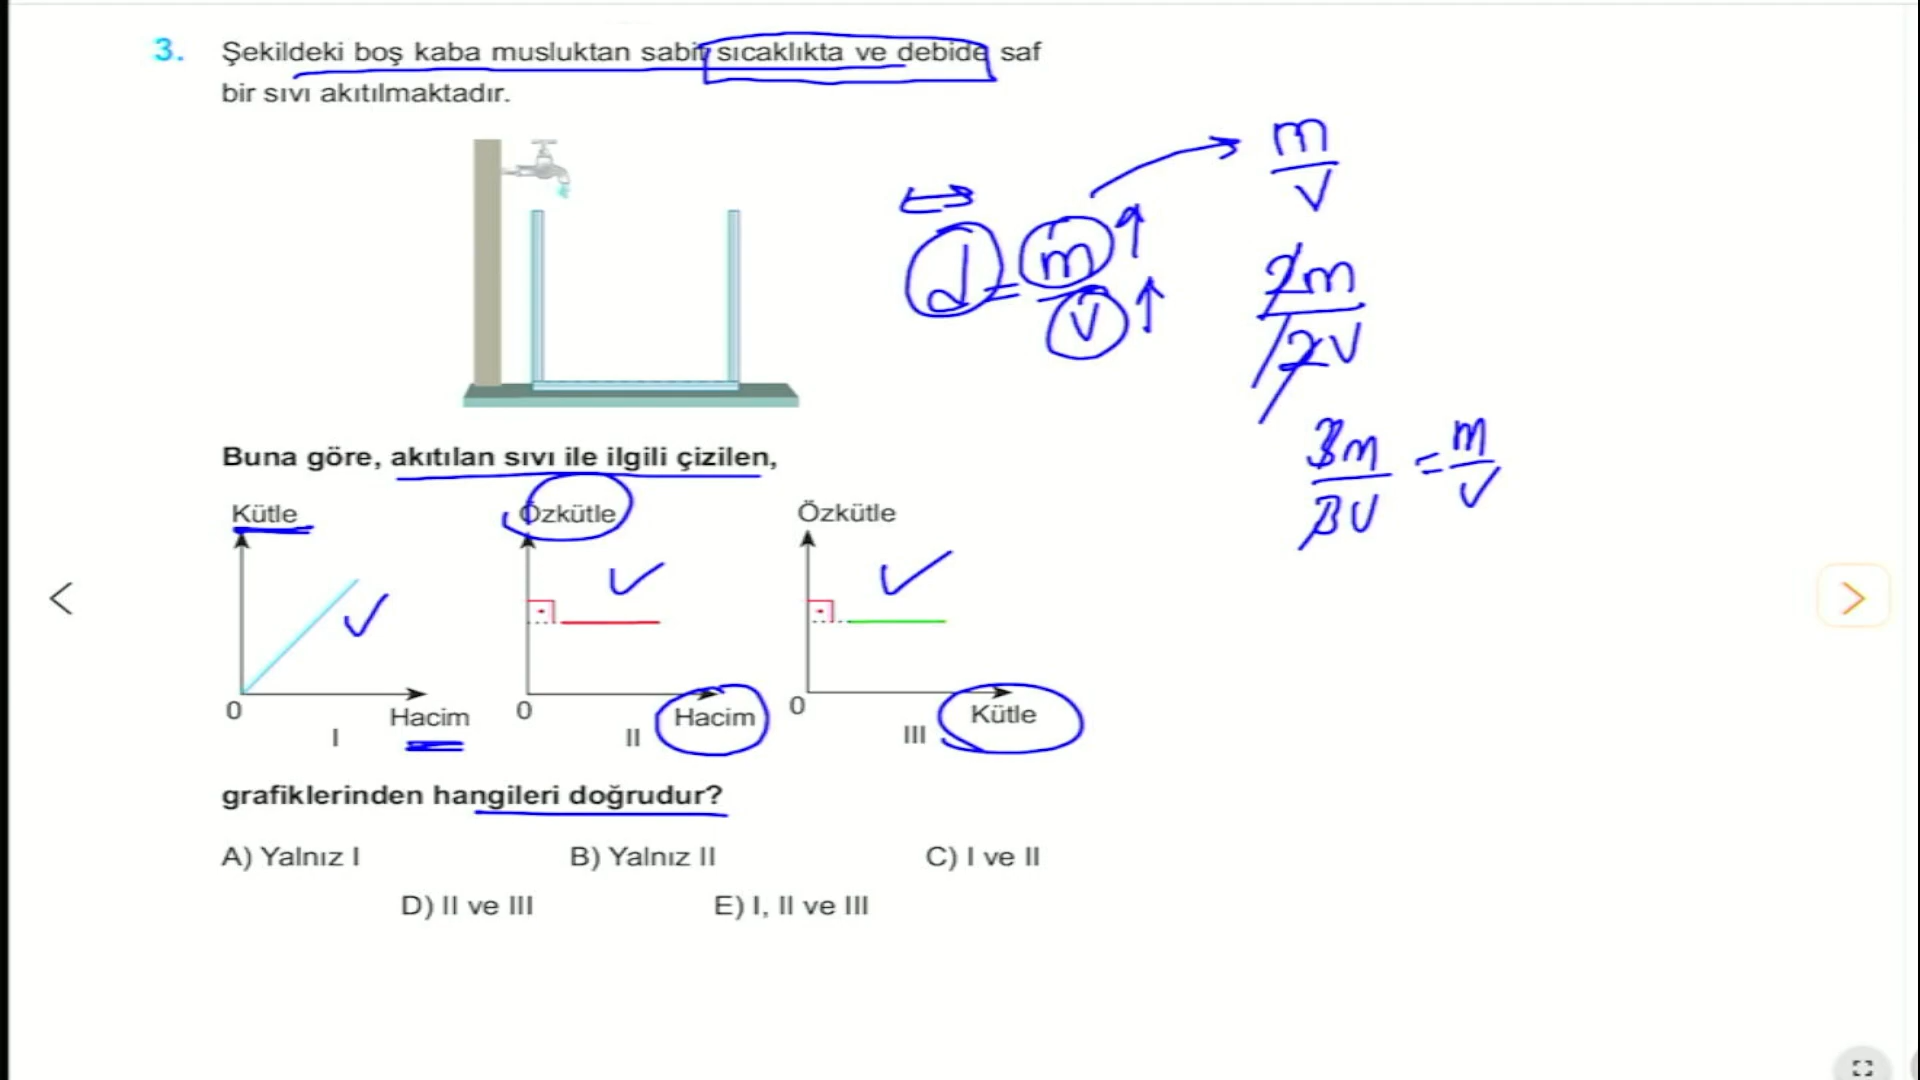 3. Şekildeki boş kaba musluktan sabit sıcaklıkta ve debide saf
bir sıvı akıtılmaktadır.
m
V
d = m
V
2m
2V
3m = m
3V V
Buna göre, akıtılan sıvı ile ilgili çizilen,
Kütle Özkütle Özkütle
0 Hacim 0 Hacim 0 Kütle
I II III
grafiklerinden hangileri doğrudur?
A) Yalnız I B) Yalnız II C) I ve II
D) II ve III E) I, II ve III